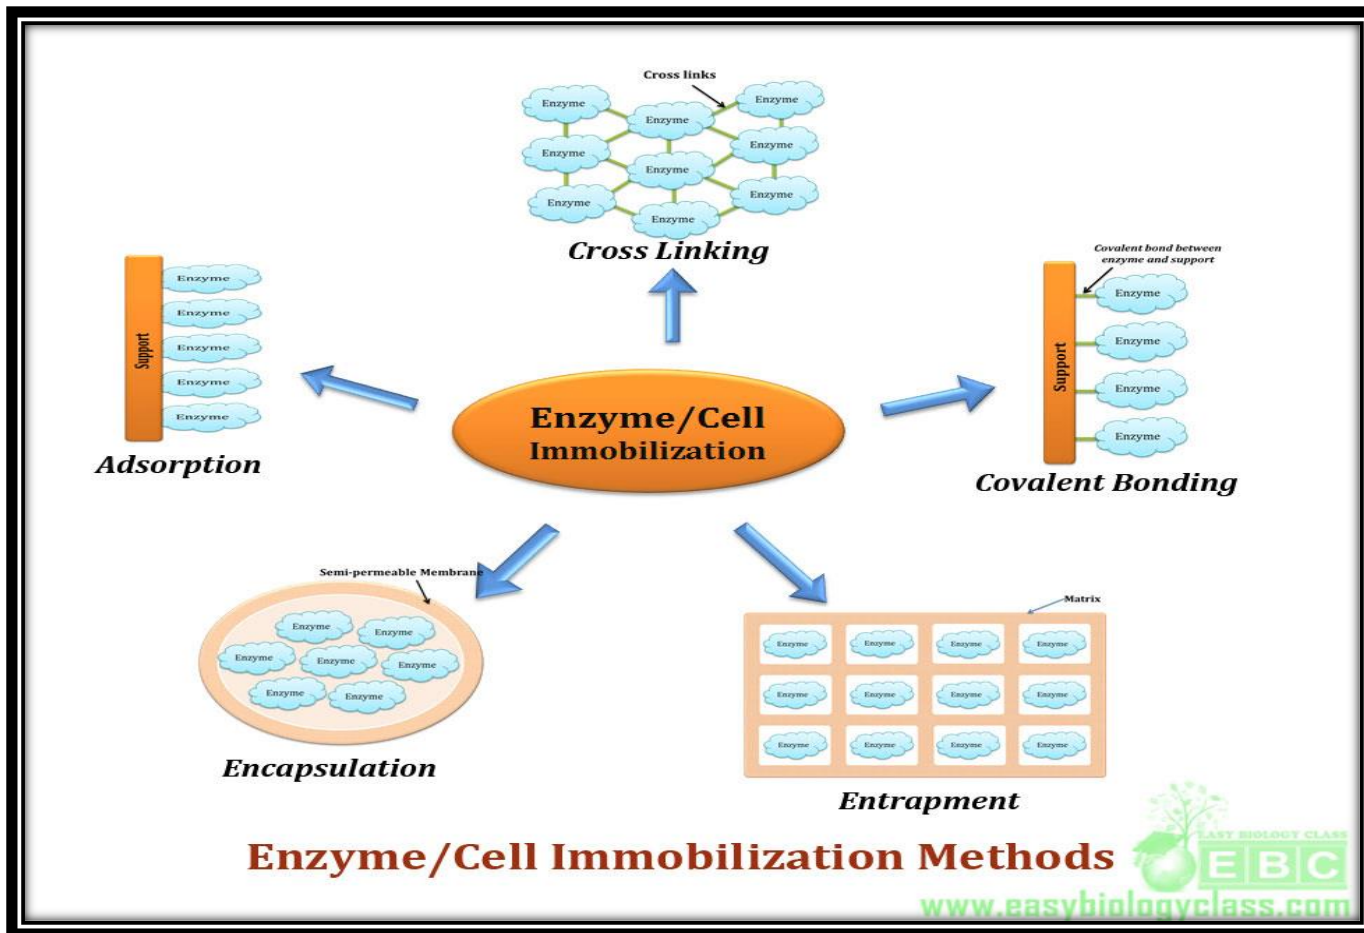 Cross links
Enzyme
Enzyme
Enzyme
Enzyme
Enzyme
Enzyme
Enzyme
Enzyme
Enzyme
Cross Linking
Support
Enzyme
Enzyme
Enzyme
Enzyme
Enzyme
Adsorption
Covalent bond between
enzyme and support
Support
Enzyme
Enzyme
Enzyme
Enzyme
Covalent Bonding
Enzyme/Cell
Immobilization
Semi-permeable Membrane
Enzyme
Enzyme
Enzyme
Enzyme
Enzyme
Enzyme
Enzyme
Encapsulation
Matrix
Enzyme Enzyme Enzyme Enzyme
Enzyme Enzyme Enzyme Enzyme
Enzyme Enzyme Enzyme Enzyme
Entrapment
Enzyme/Cell Immobilization Methods
EASY BIOLOGY CLASS
EBC
www.easybiologyclass.com